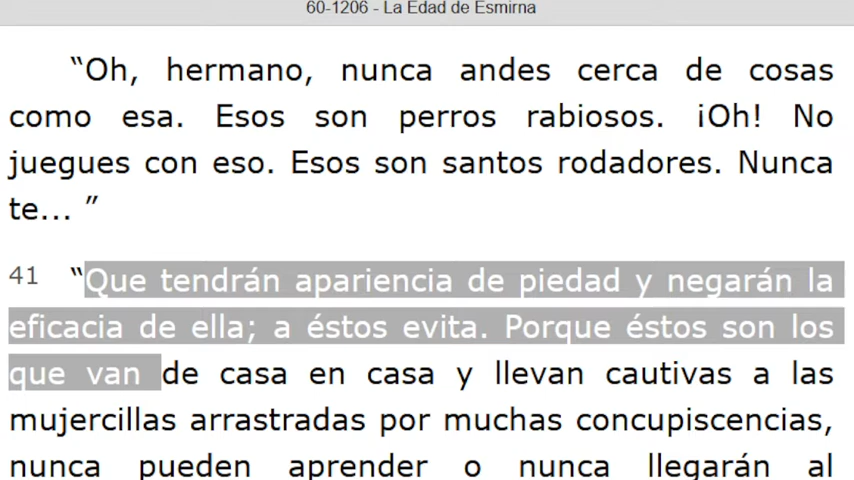 60-1206 - La Edad de Esmirna
“Oh, hermano, nunca andes cerca de cosas
como esa. Esos son perros rabiosos. ¡Oh! No
juegues con eso. Esos son santos rodadores. Nunca
te... ”
41 “Que tendrán apariencia de piedad y negarán la
eficacia de ella; a éstos evita. Porque éstos son los
que van de casa en casa y llevan cautivas a las
mujercillas arrastradas por muchas concupiscencias,
nunca pueden aprender o nunca llegarán al